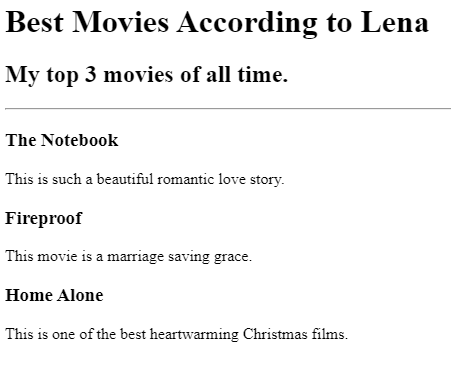 Best Movies According to Lena
My top 3 movies of all time.
The Notebook
This is such a beautiful romantic love story.
Fireproof
This movie is a marriage saving grace.
Home Alone
This is one of the best heartwarming Christmas films.